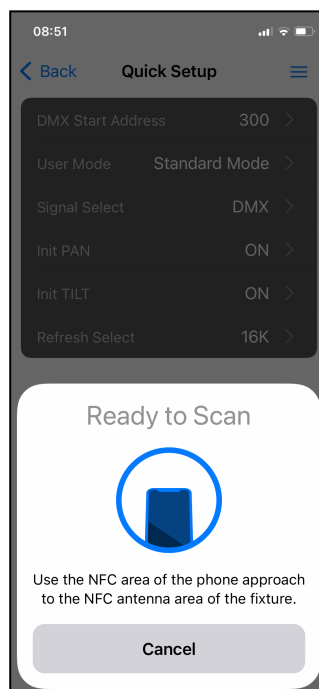 08:51
Back Quick Setup
DMX Start Address 300
User Mode Standard Mode
Signal Select DMX
Init PAN ON
Init TILT ON
Refresh Select 16K
Ready to Scan
Use the NFC area of the phone approach
to the NFC antenna area of the fixture.
Cancel